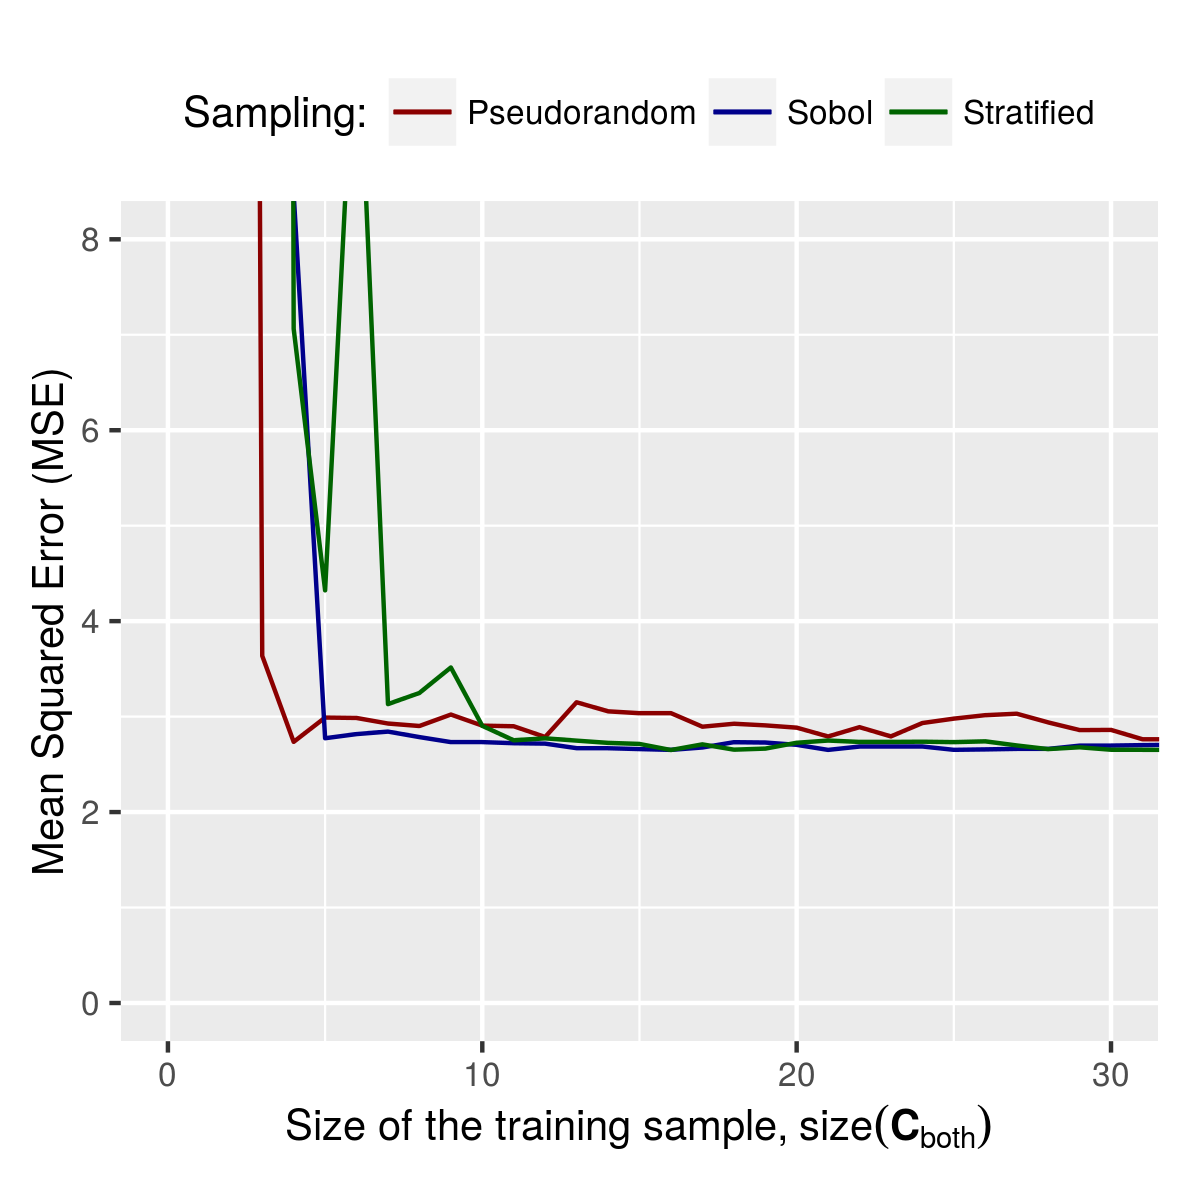 Sampling: Pseudorandom Sobol Stratified
Mean Squared Error (MSE)
8
6
4
2
0
0 10 20 30
Size of the training sample, size(C_both)